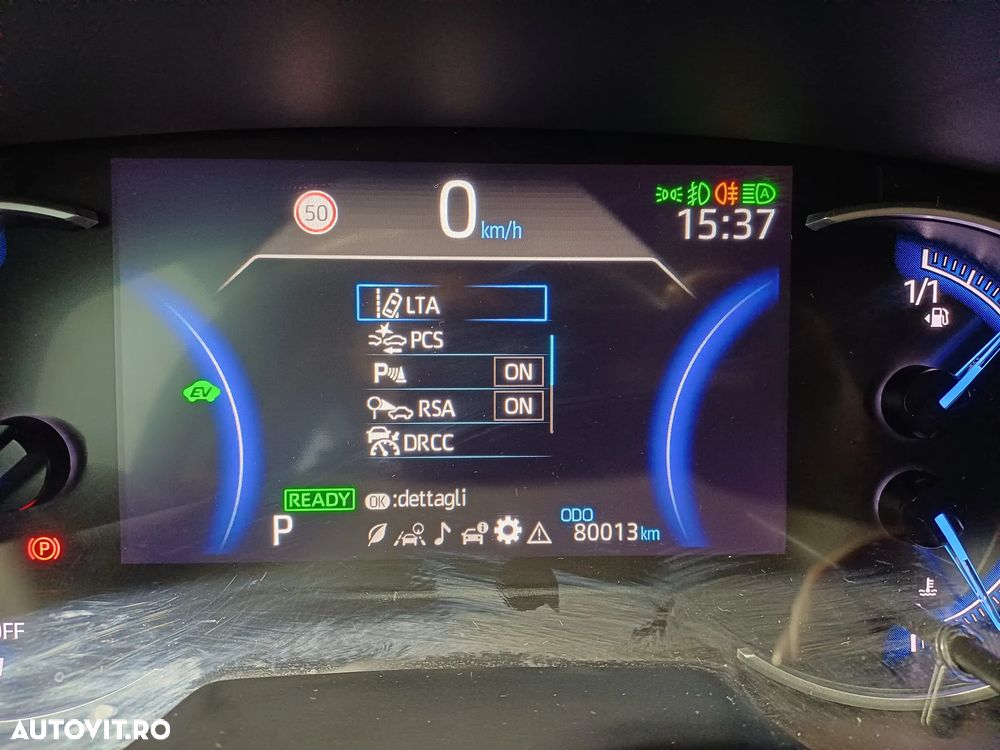 50
0 km/h
15:37
1/1
LTA
PCS
P ON
RSA ON
DRCC
EV
READY
OK :dettagli
P
ODO
80013 km
P
OFF
AUTOVIT.RO